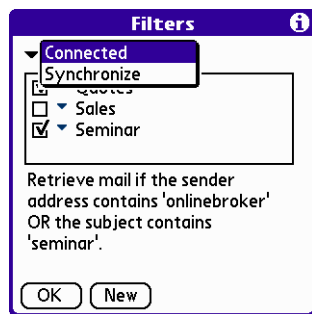 Filters
Connected
Synchronize
Quotes
Sales
Seminar
Retrieve mail if the sender
address contains 'onlinebroker'
OR the subject contains
'seminar'.
OK New